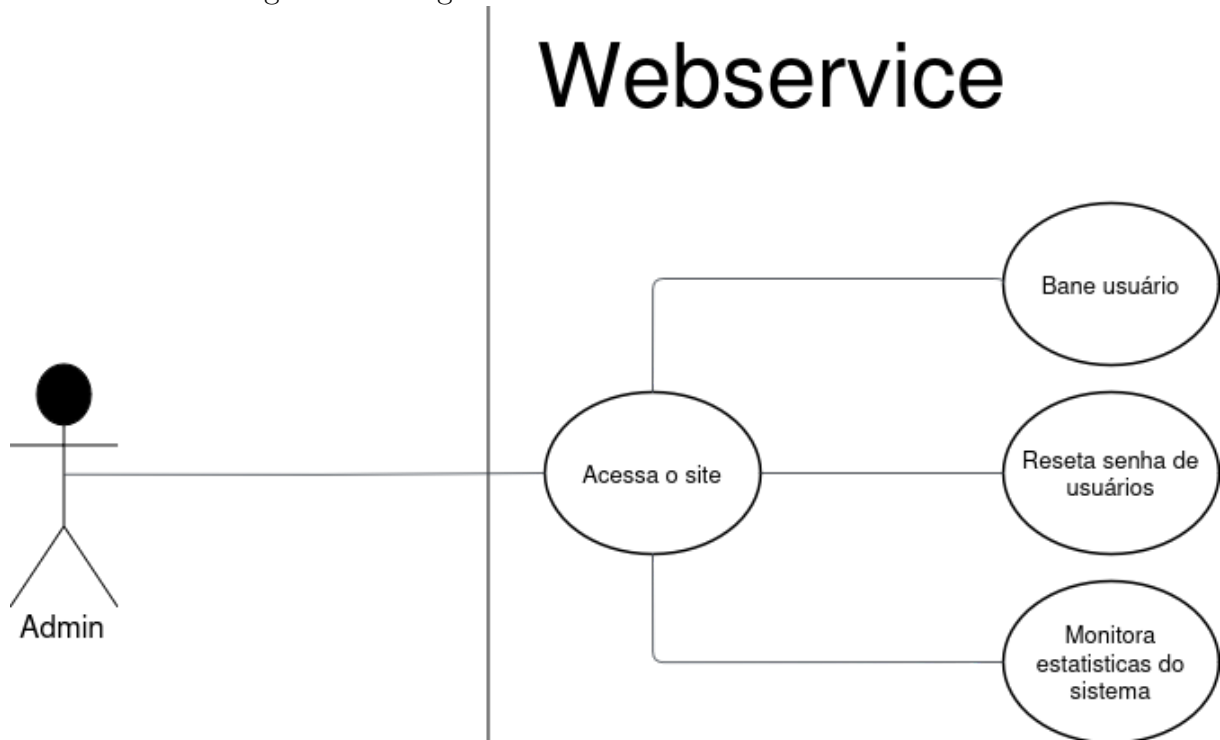 Webservice
Bane usuário
Acessa o site
Reseta senha de
usuários
Admin
Monitora
estatisticas do
sistema